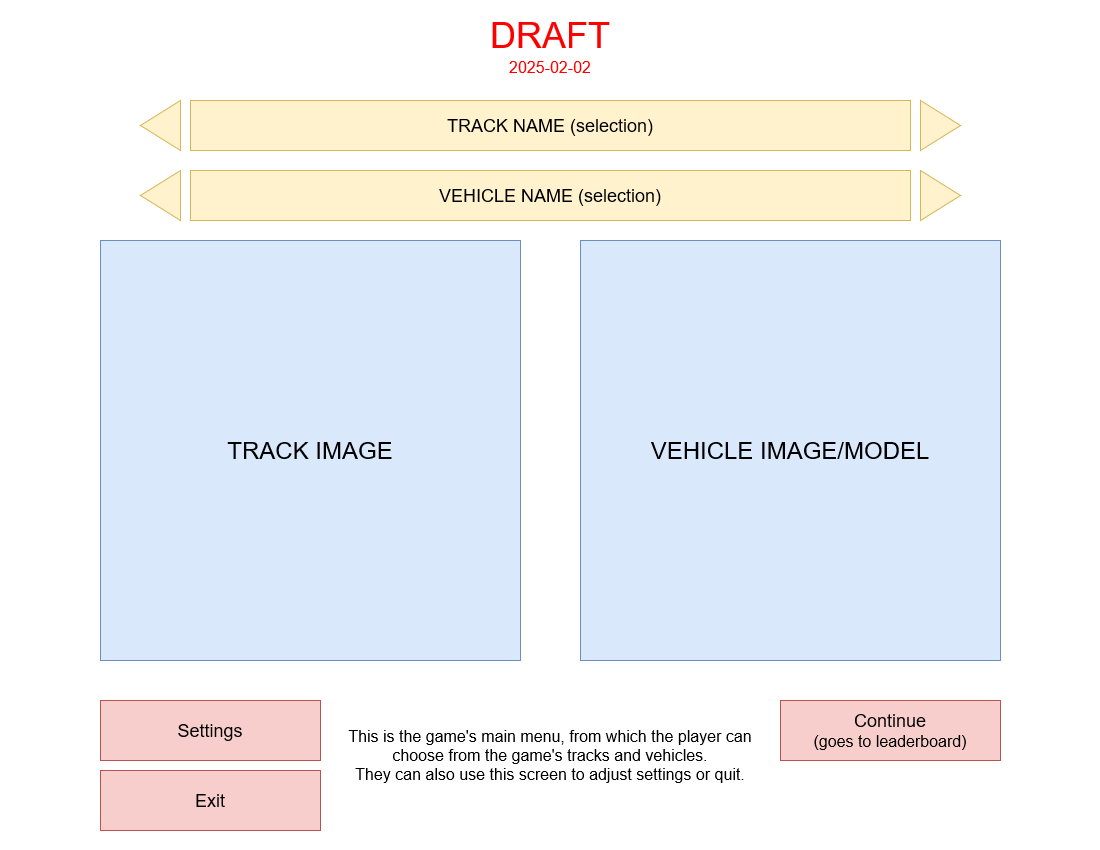 DRAFT
2025-02-02
TRACK NAME (selection)
VEHICLE NAME (selection)
TRACK IMAGE
VEHICLE IMAGE/MODEL
Settings
Exit
This is the game's main menu, from which the player can
choose from the game's tracks and vehicles.
They can also use this screen to adjust settings or quit.
Continue
(goes to leaderboard)